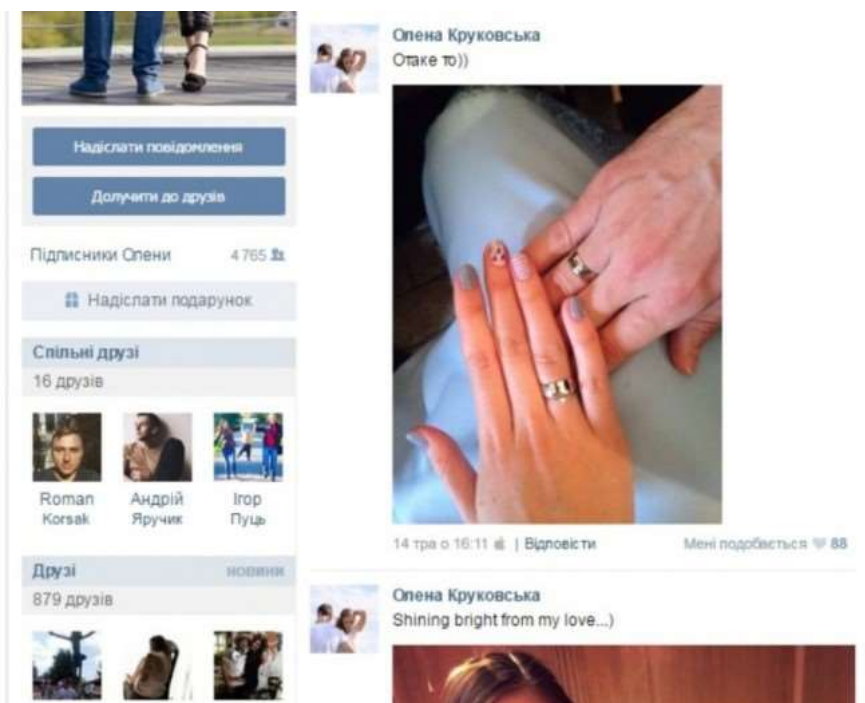 Надіслати повідомлення
Долучити до друзів
Підписники Олени 4 765
Надіслати подарунок
Спільні друзі
16 друзів
Roman Korsak
Андрій Яручик
Ігор Пуць
Друзі новини
879 друзів
Олена Круковська
Отаке то))
14 тра о 16:11 | Відповісти Мені подобається 88
Олена Круковська
Shining bright from my love...)